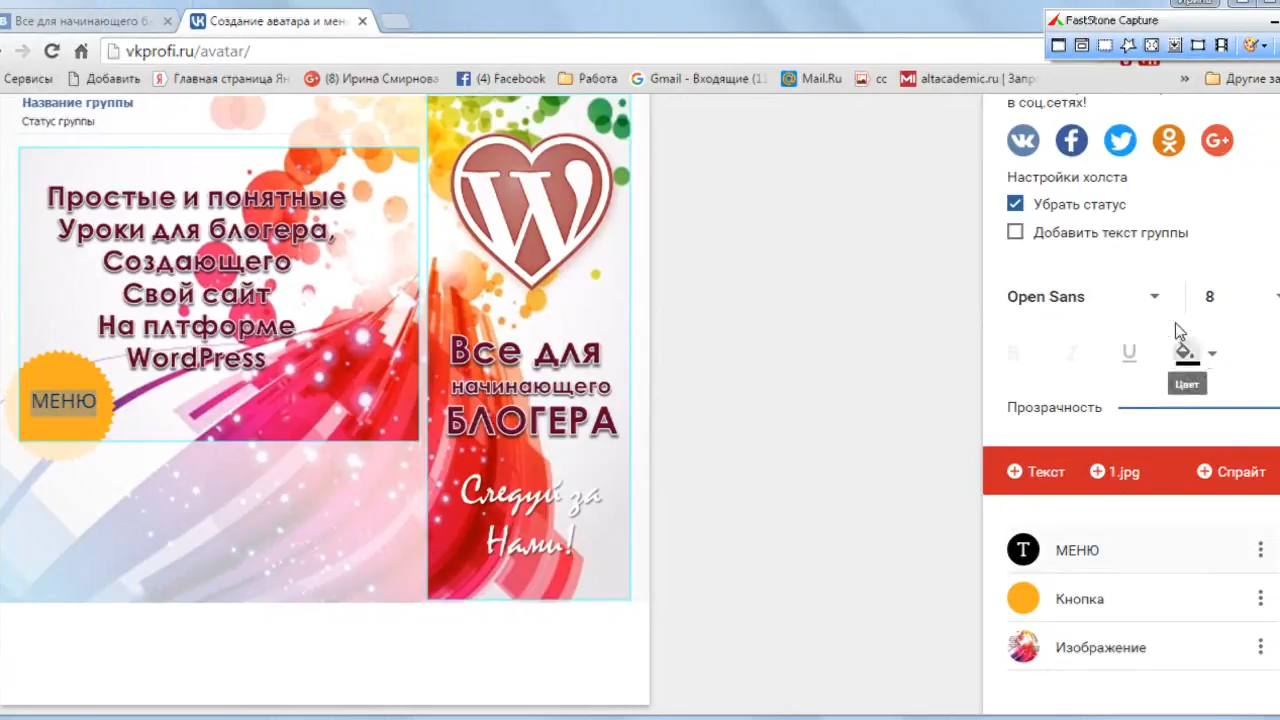 Ирина
Все для начинающего б
Создание аватара и мен
FastStone Capture
vkprofi.ru/avatar/
Сервисы
Добавить
Главная страница Ян
(8) Ирина Смирнова
(4) Facebook
Работа
Gmail - Входящие (1
Mail.Ru
сс
altacademic.ru | Запр
»
Другие за
Название группы
Статус группы
в соц.сетях!
Настройки холста
Убрать статус
Добавить текст группы
Open Sans
8
B I U
Цвет
Прозрачность
Текст
1.jpg
Спрайт
T МЕНЮ
Кнопка
Изображение
Простые и понятные
Уроки для блогера,
Создающего
Свой сайт
На плтформе
WordPress
МЕНЮ
W
Все для
начинающего
БЛОГЕРА
Следуй за
Нами!